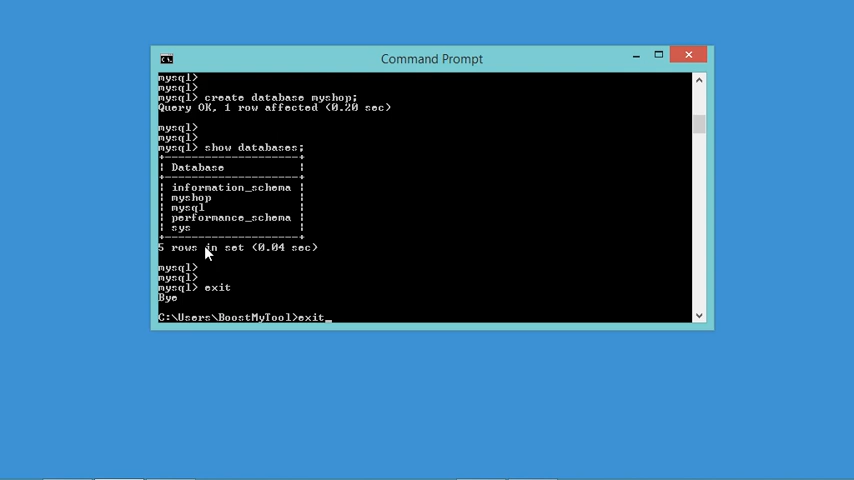 Command Prompt
mysql>
mysql>
mysql> create database myshop;
Query OK, 1 row affected (0.20 sec)
mysql>
mysql>
mysql> show databases;
+--------------------+
| Database           |
+--------------------+
| information_schema |
| myshop             |
| mysql              |
| performance_schema |
| sys                |
+--------------------+
5 rows in set (0.04 sec)
mysql>
mysql>
mysql> exit
Bye
C:\Users\BoostMyTool>exit_